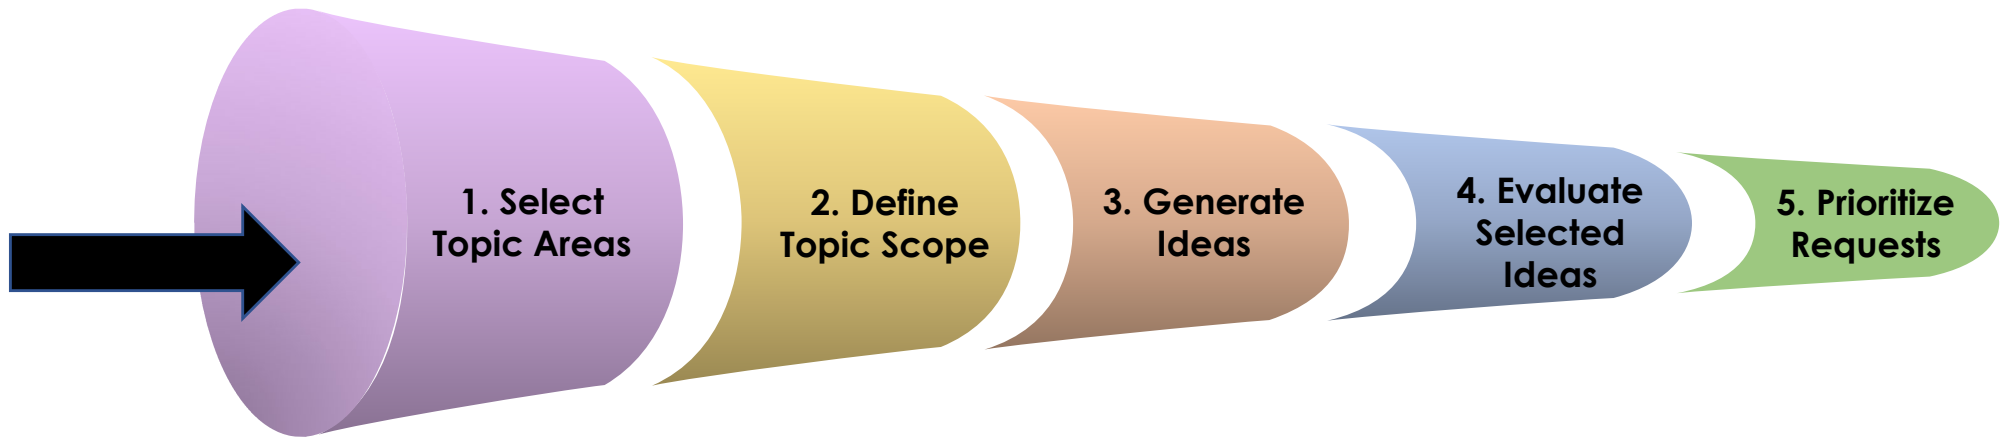 1. Select
Topic Areas
2. Define
Topic Scope
3. Generate
Ideas
4. Evaluate
Selected
Ideas
5. Prioritize
Requests